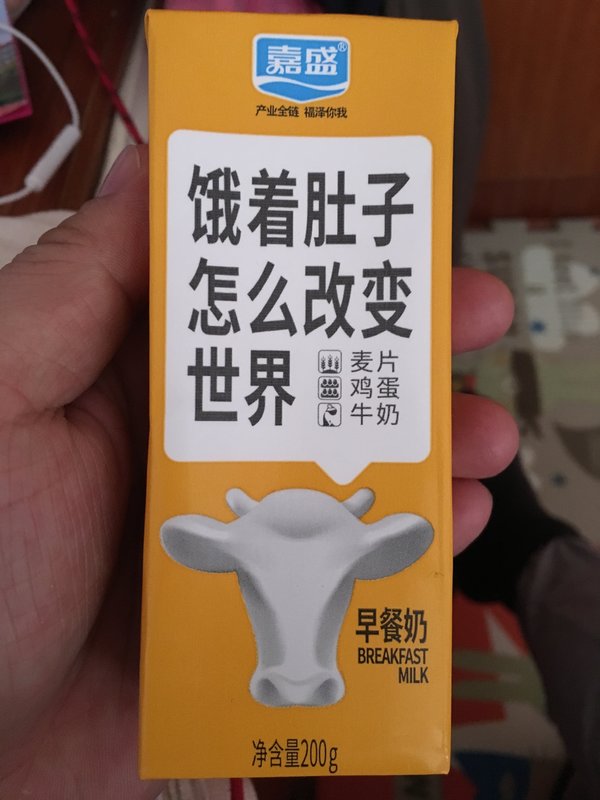 嘉盛®
产业全链 福泽你我
饿着肚子
怎么改变
世界
麦片
鸡蛋
牛奶
早餐奶
BREAKFAST
MILK
净含量200g